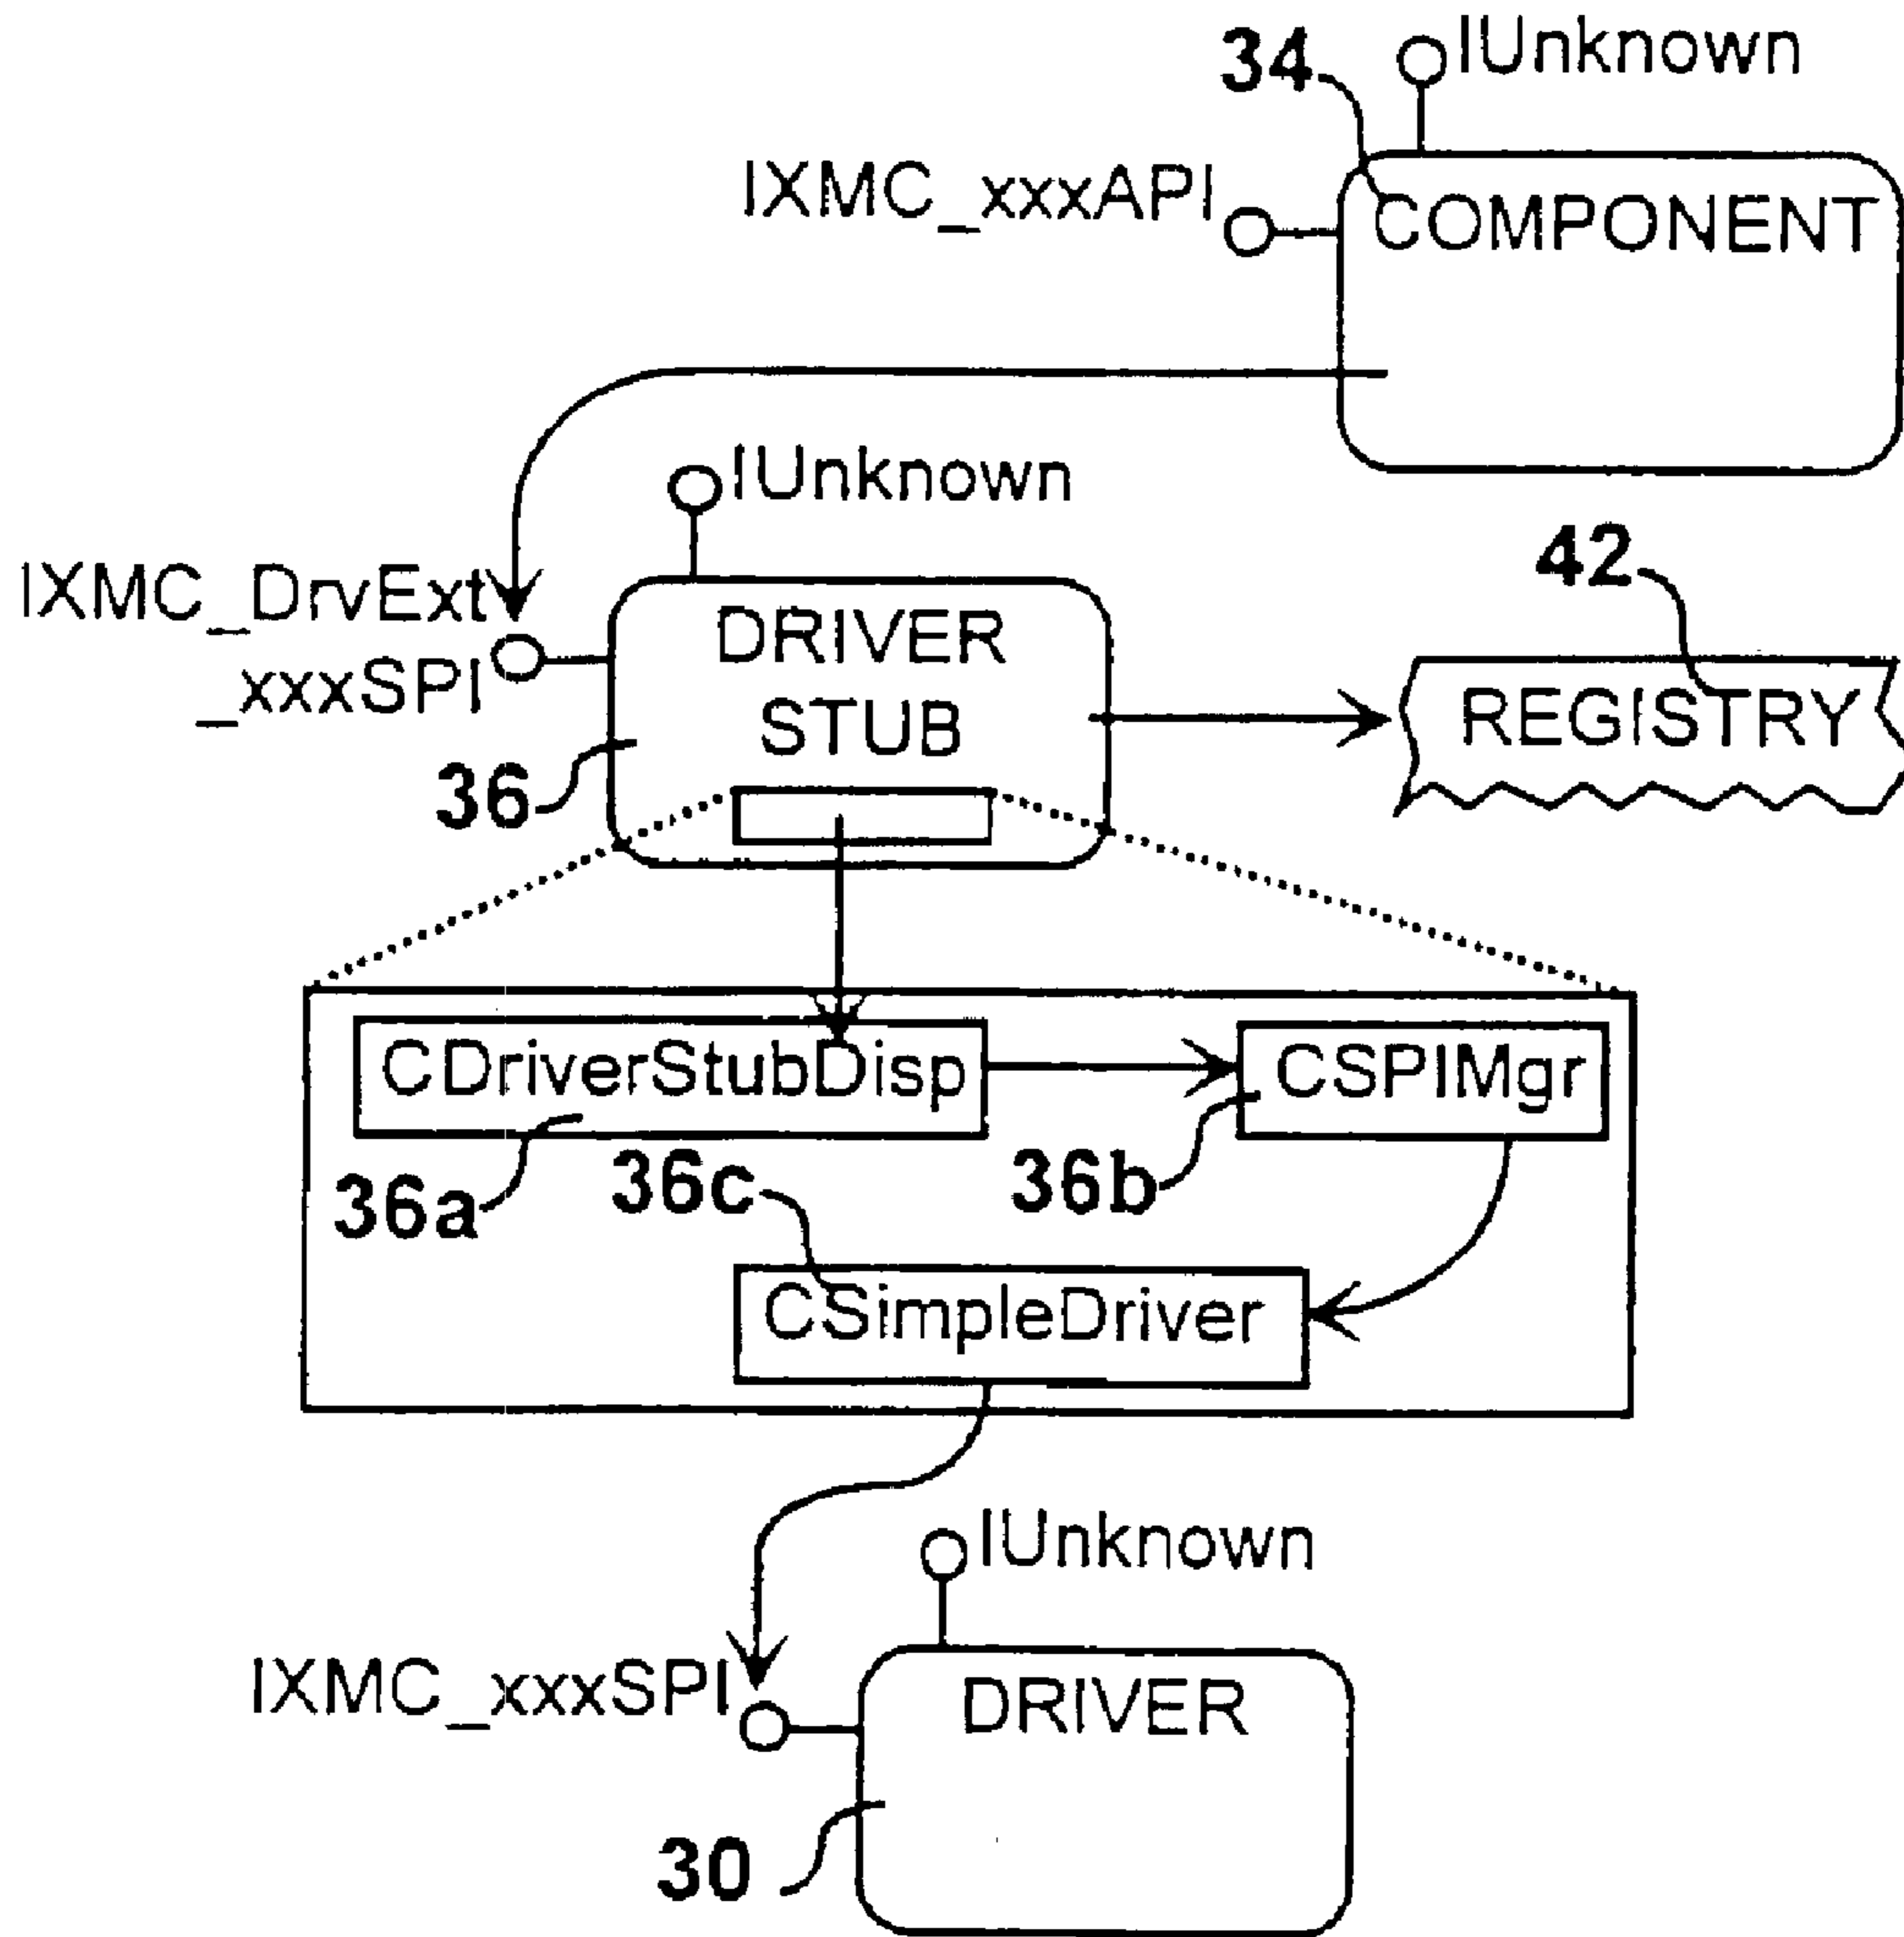 34
IUnknown
IXMC_xxxAPI
COMPONENT
IUnknown
IXMC_DrvExt
_xxxSPI
DRIVER
STUB
36
42
REGISTRY
CDriverStubDisp
CSPIMgr
36a
36c
36b
CSimpleDriver
IUnknown
IXMC_xxxSPI
DRIVER
30